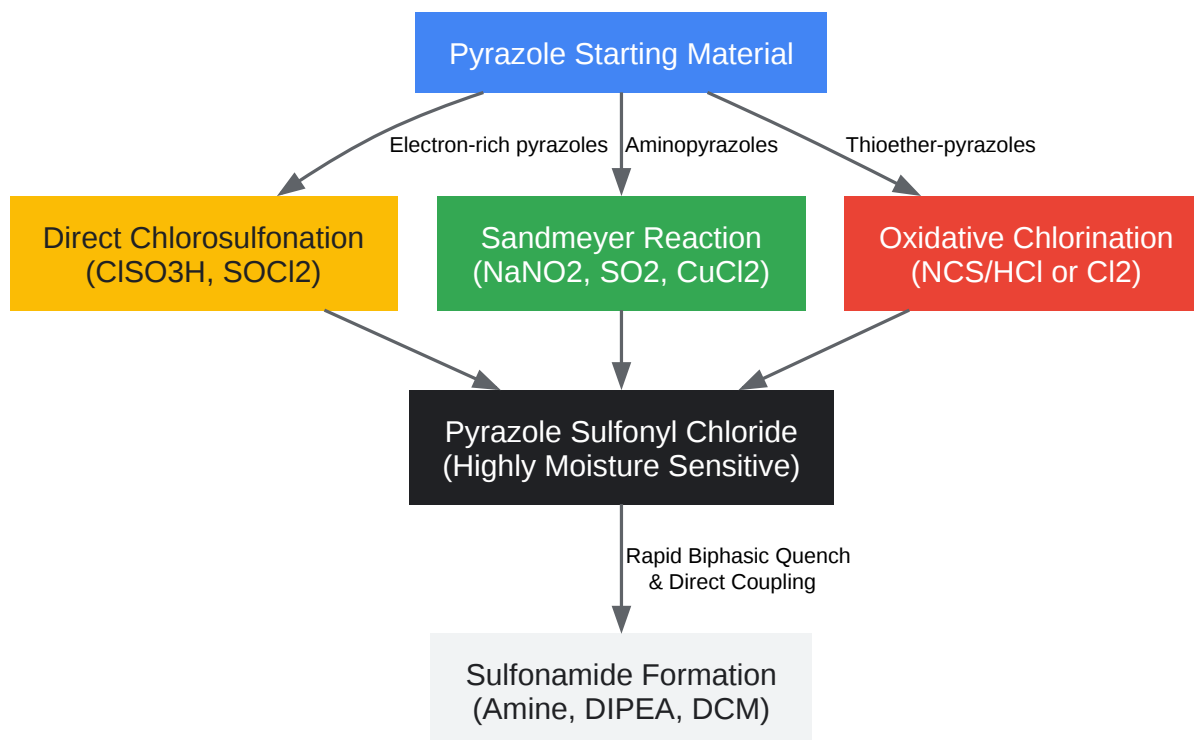 Pyrazole Starting Material
Electron-rich pyrazoles
Aminopyrazoles
Thioether-pyrazoles
Direct Chlorosulfonation
(ClSO3H, SOCl2)
Sandmeyer Reaction
(NaNO2, SO2, CuCl2)
Oxidative Chlorination
(NCS/HCl or Cl2)
Pyrazole Sulfonyl Chloride
(Highly Moisture Sensitive)
Rapid Biphasic Quench
& Direct Coupling
Sulfonamide Formation
(Amine, DIPEA, DCM)